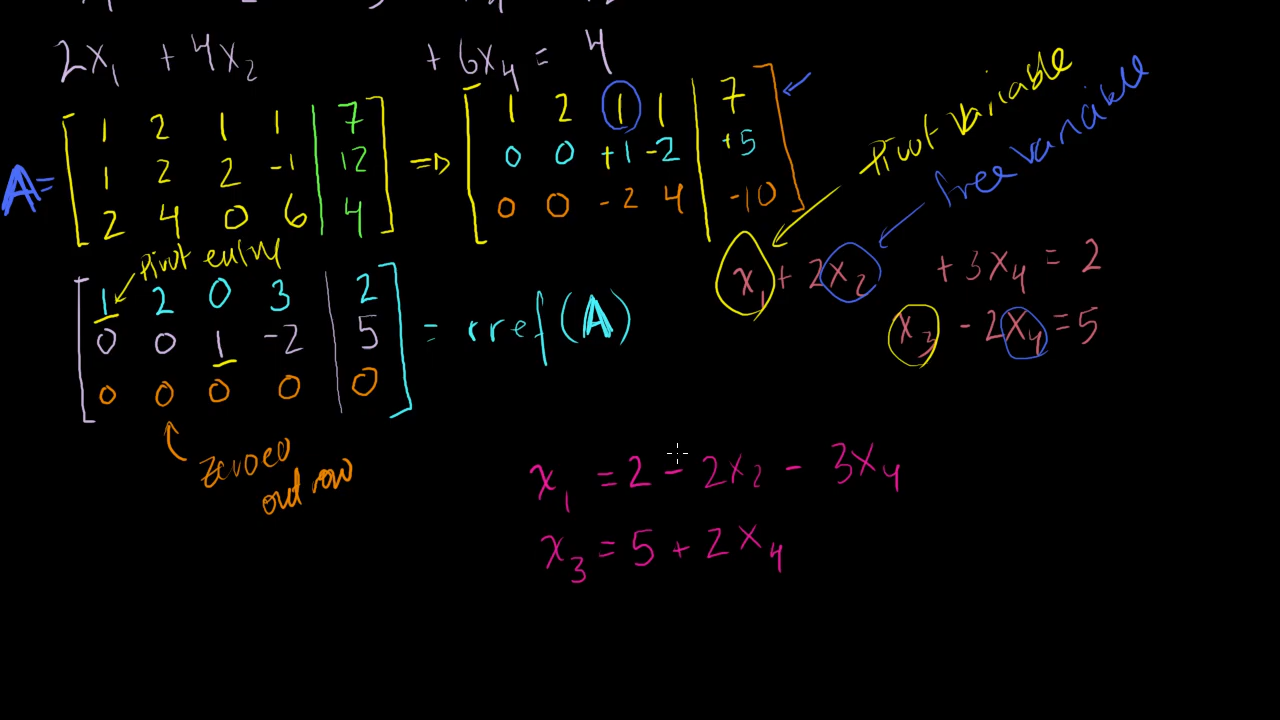 2x₁ + 4x₂ + 6x₄ = 4
A = [ 1 2 1 1 | 7 ] ⇒ [ 1 2 1 1 | 7 ]
[ 1 2 2 -1 | 12 ] [ 0 0 +1 -2 | +5 ]
[ 2 4 0 6 | 4 ] [ 0 0 -2 4 | -10 ]
Pivot variable
free variable
Pivot entry
[ 1 2 0 3 | 2 ]
[ 0 0 1 -2 | 5 ] = rref(A)
[ 0 0 0 0 | 0 ]
x₁ + 2x₂ + 3x₄ = 2
x₃ - 2x₄ = 5
zeroed
out row
x₁ = 2 - 2x₂ - 3x₄
x₃ = 5 + 2x₄